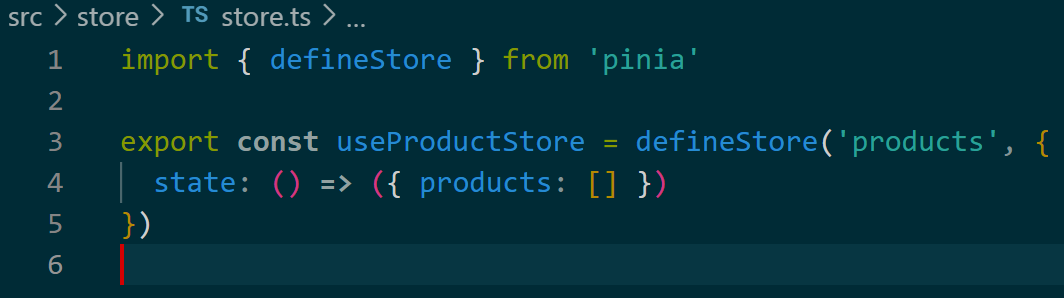 src > store > TS store.ts > ...
1 import { defineStore } from 'pinia'
2
3 export const useProductStore = defineStore('products', {
4   state: () => ({ products: [] })
5 })
6